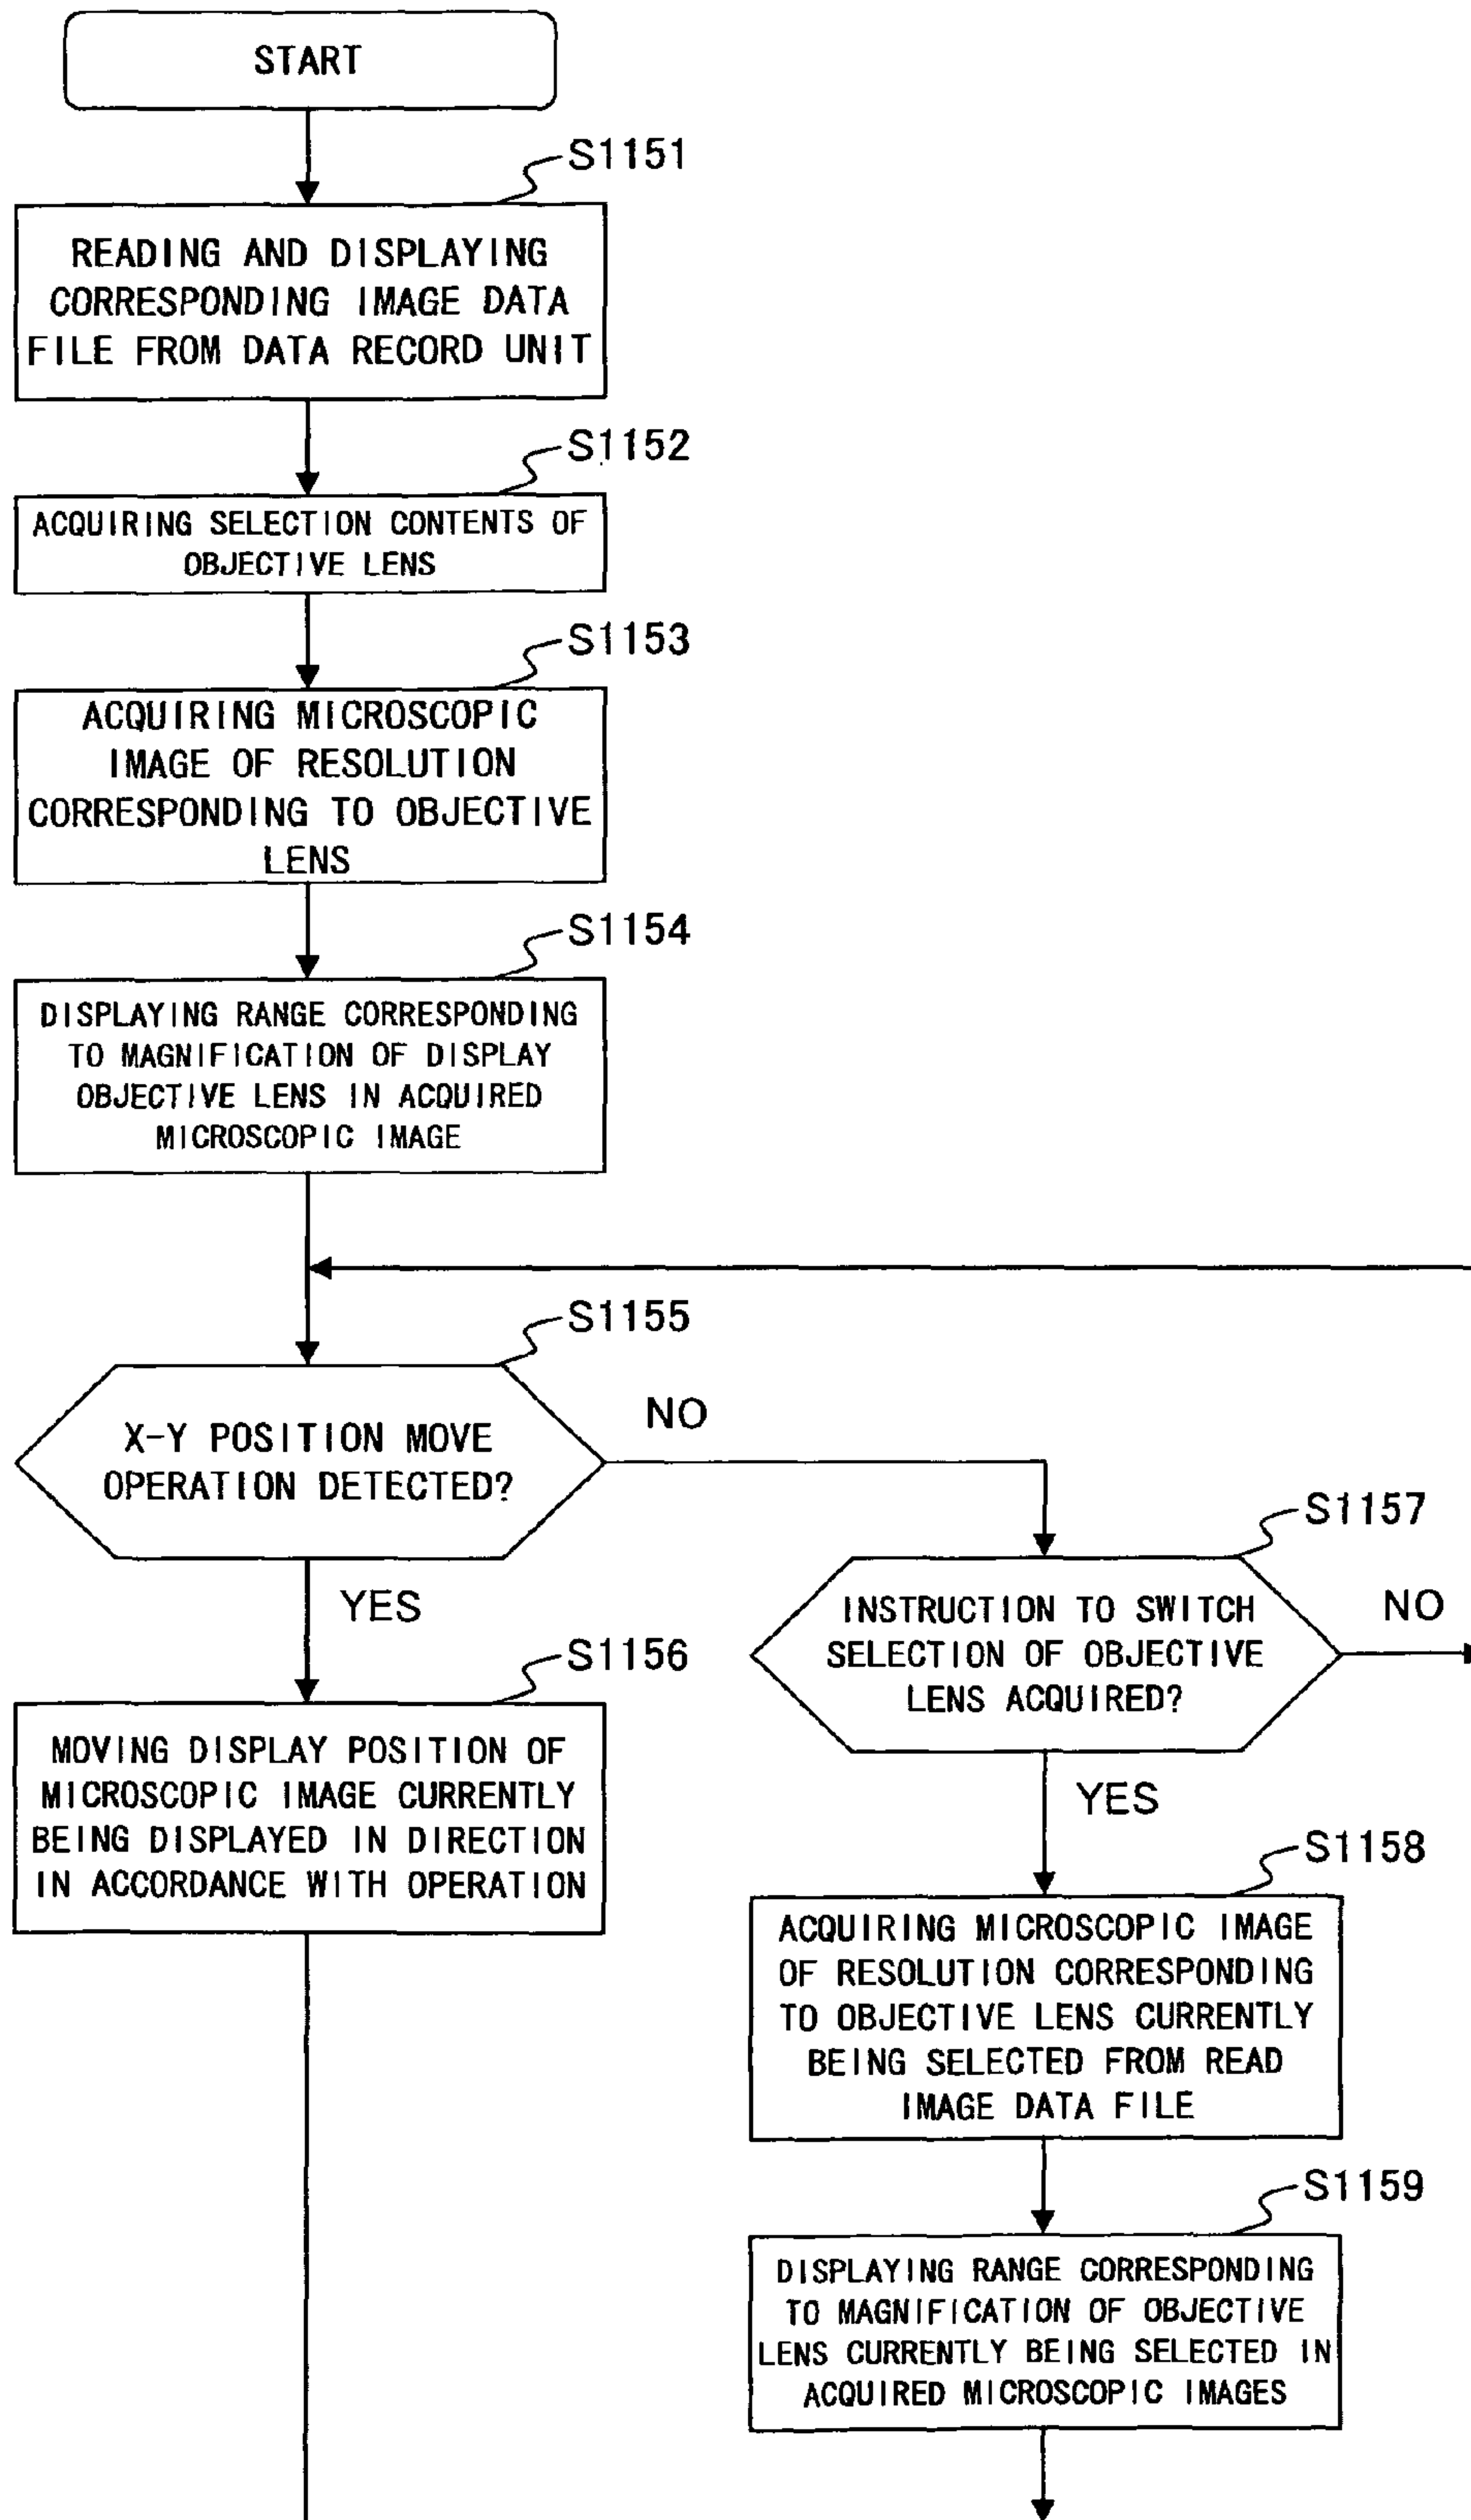 START
S1151
READING AND DISPLAYING
CORRESPONDING IMAGE DATA
FILE FROM DATA RECORD UNIT
S1152
ACQUIRING SELECTION CONTENTS OF
OBJECTIVE LENS
S1153
ACQUIRING MICROSCOPIC
IMAGE OF RESOLUTION
CORRESPONDING TO OBJECTIVE
LENS
S1154
DISPLAYING RANGE CORRESPONDING
TO MAGNIFICATION OF DISPLAY
OBJECTIVE LENS IN ACQUIRED
MICROSCOPIC IMAGE
S1155
X-Y POSITION MOVE
OPERATION DETECTED?
NO
YES
S1156
MOVING DISPLAY POSITION OF
MICROSCOPIC IMAGE CURRENTLY
BEING DISPLAYED IN DIRECTION
IN ACCORDANCE WITH OPERATION
S1157
INSTRUCTION TO SWITCH
SELECTION OF OBJECTIVE
LENS ACQUIRED?
NO
YES
S1158
ACQUIRING MICROSCOPIC IMAGE
OF RESOLUTION CORRESPONDING
TO OBJECTIVE LENS CURRENTLY
BEING SELECTED FROM READ
IMAGE DATA FILE
S1159
DISPLAYING RANGE CORRESPONDING
TO MAGNIFICATION OF OBJECTIVE
LENS CURRENTLY BEING SELECTED IN
ACQUIRED MICROSCOPIC IMAGES